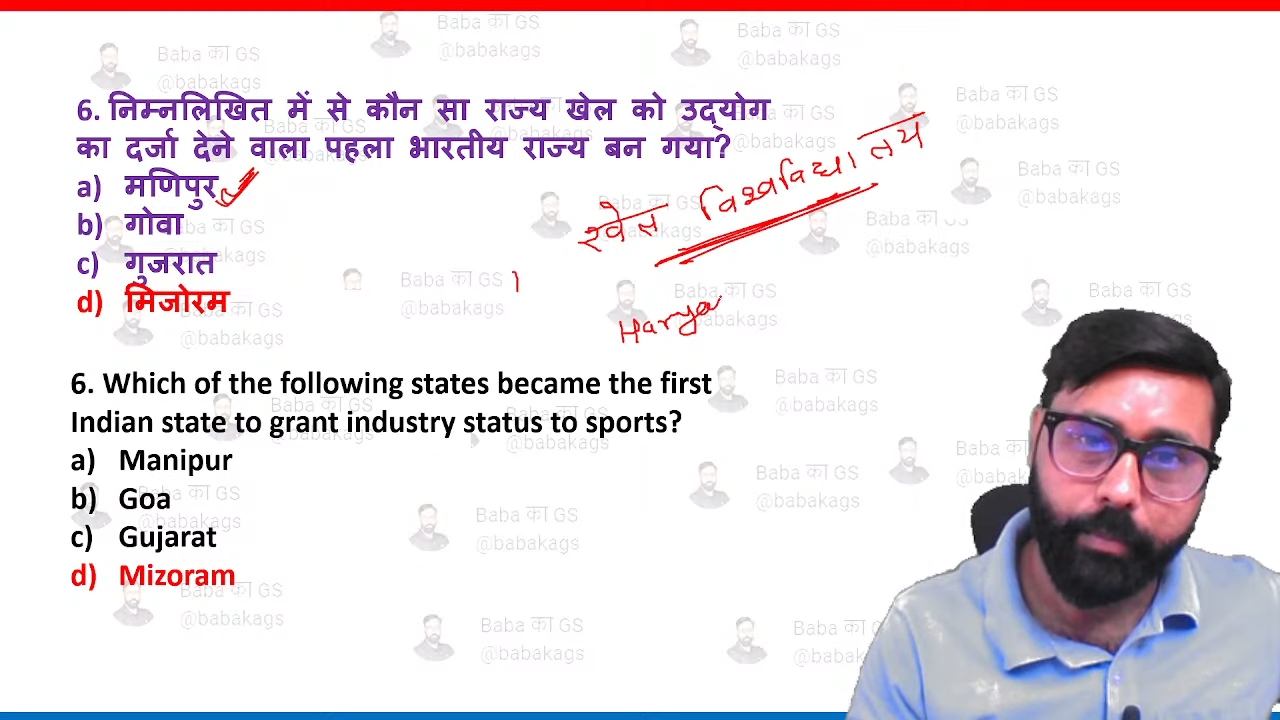 6. निम्नलिखित में से कौन सा राज्य खेल को उद्योग
का दर्जा देने वाला पहला भारतीय राज्य बन गया?
a) मणिपुर
b) गोवा
c) गुजरात
d) मिजोरम
खेल विश्वविद्यालय
Harya
6. Which of the following states became the first
Indian state to grant industry status to sports?
a) Manipur
b) Goa
c) Gujarat
d) Mizoram
Baba का GS
@babakags